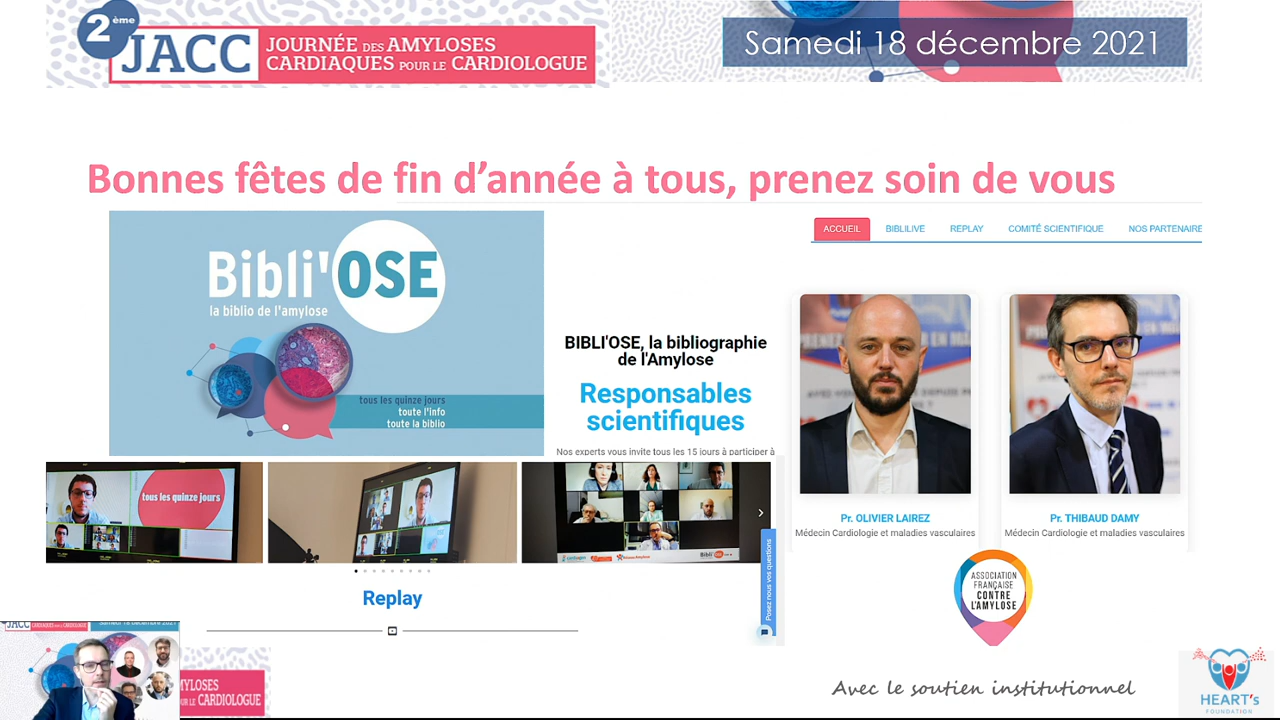 2ème
JACC
JOURNÉE DES AMYLOSES
CARDIAQUES POUR LE CARDIOLOGUE
Samedi 18 décembre 2021
Bonnes fêtes de fin d’année à tous, prenez soin de vous
Bibli'OSE
la biblio de l'amylose
tous les quinze jours
toute l'info
toute la biblio
ACCUEIL
BIBLILIVE
REPLAY
COMITÉ SCIENTIFIQUE
NOS PARTENAIRE
BIBLI'OSE, la bibliographie
de l'Amylose
Responsables
scientifiques
Nos experts vous invite tous les 15 jours à participer à
Pr. OLIVIER LAIREZ
Médecin Cardiologie et maladies vasculaires
Pr. THIBAUD DAMY
Médecin Cardiologie et maladies vasculaires
tous les quinze jours
Bibli'
Posez nous vos questions
Replay
ASSOCIATION
FRANÇAISE
CONTRE
L'AMYLOSE
JACC
MYLOSES
CARDIOLOGUE
Avec le soutien institutionnel
HEART's
FOUNDATION